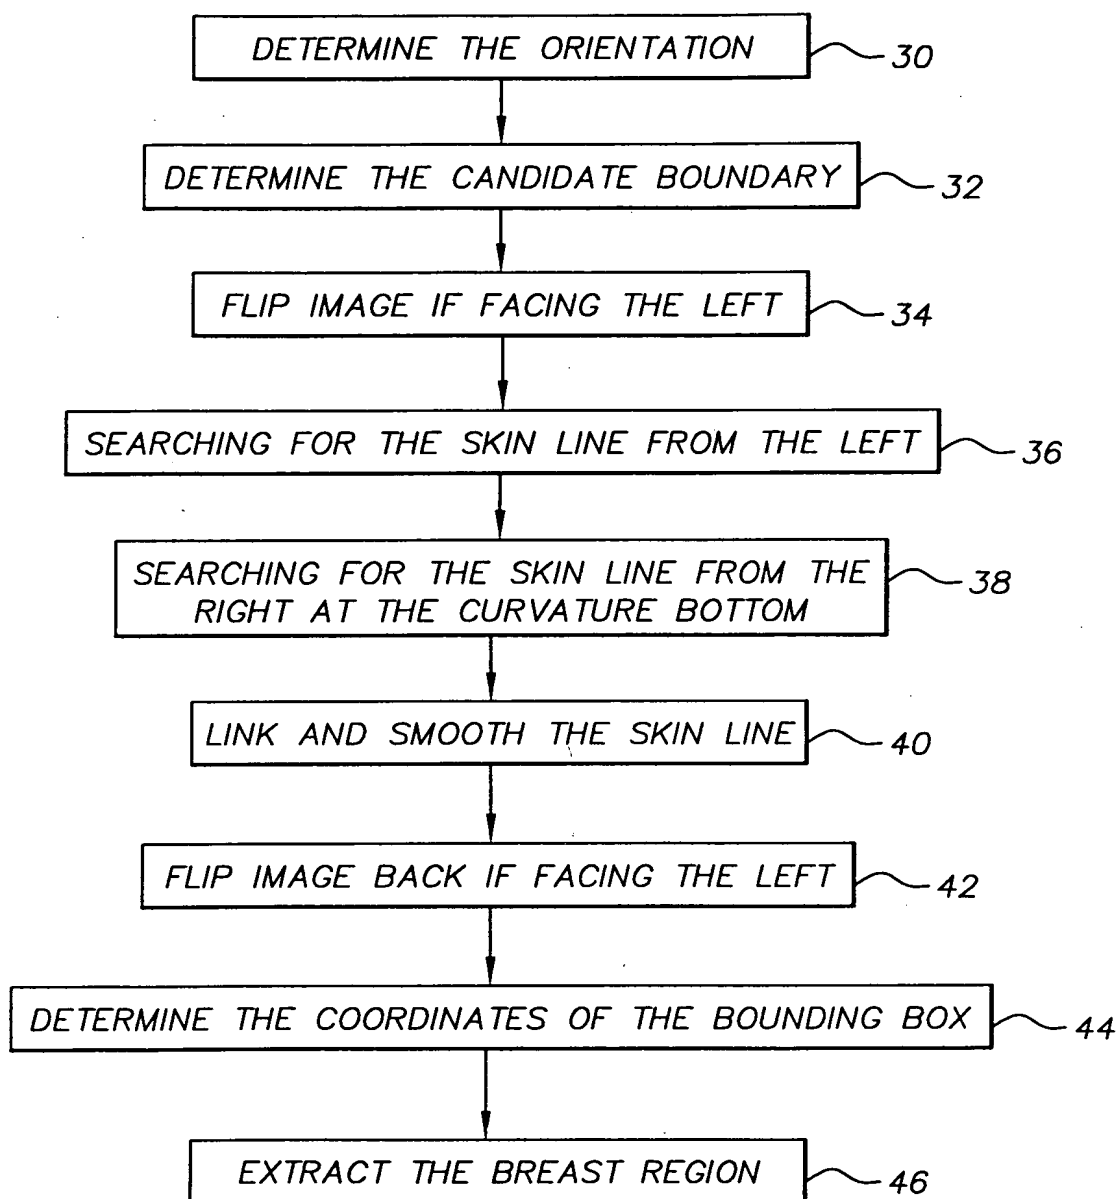 DETERMINE THE ORIENTATION
30
DETERMINE THE CANDIDATE BOUNDARY
32
FLIP IMAGE IF FACING THE LEFT
34
SEARCHING FOR THE SKIN LINE FROM THE LEFT
36
SEARCHING FOR THE SKIN LINE FROM THE
RIGHT AT THE CURVATURE BOTTOM
38
LINK AND SMOOTH THE SKIN LINE
40
FLIP IMAGE BACK IF FACING THE LEFT
42
DETERMINE THE COORDINATES OF THE BOUNDING BOX
44
EXTRACT THE BREAST REGION
46